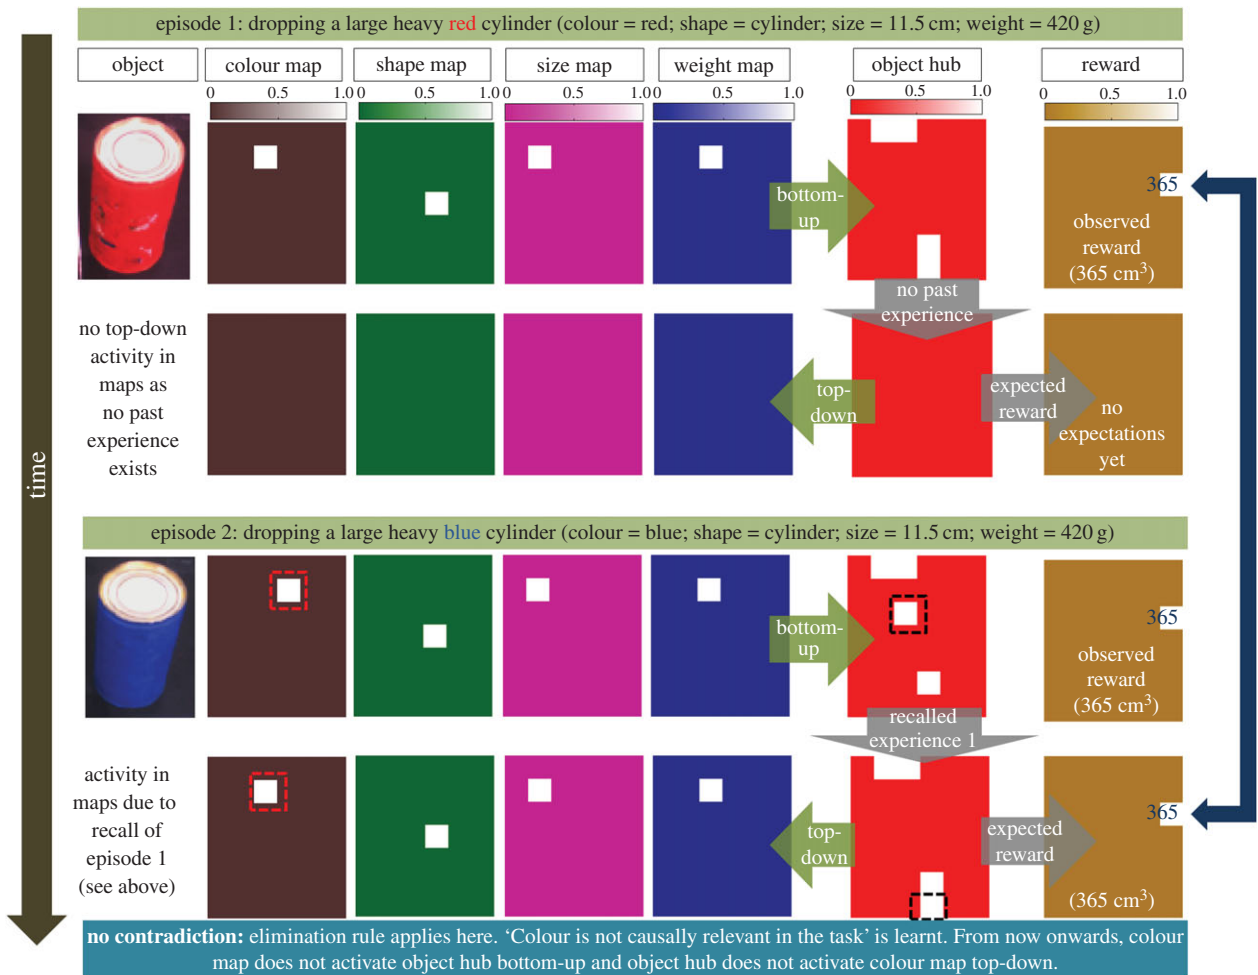 episode 1: dropping a large heavy red cylinder (colour = red; shape = cylinder; size = 11.5 cm; weight = 420 g)
object
colour map
shape map
size map
weight map
object hub
reward
0 0.5 1.0
0 0.5 1.0
0 0.5 1.0
0 0.5 1.0
0 0.5 1.0
0 0.5 1.0
bottom-
up
365
observed
reward
(365 cm³)
no past
experience
no top-down
activity in
maps as
no past
experience
exists
top-
down
expected
reward
no
expectations
yet
time
episode 2: dropping a large heavy blue cylinder (colour = blue; shape = cylinder; size = 11.5 cm; weight = 420 g)
bottom-
up
365
observed
reward
(365 cm³)
recalled
experience 1
activity in
maps due to
recall of
episode 1
(see above)
top-
down
expected
reward
365
(365 cm³)
no contradiction: elimination rule applies here. ‘Colour is not causally relevant in the task’ is learnt. From now onwards, colour
map does not activate object hub bottom-up and object hub does not activate colour map top-down.